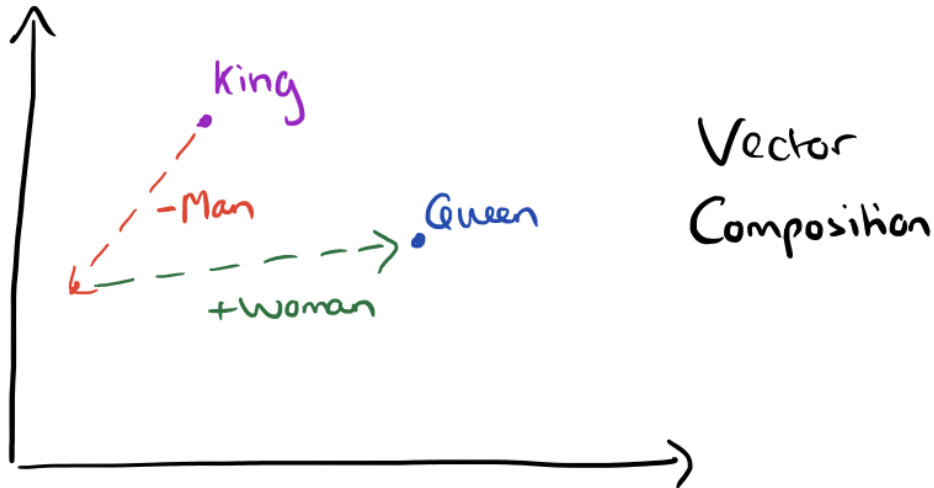 King
-Man
Queen
+Woman
Vector
Composition